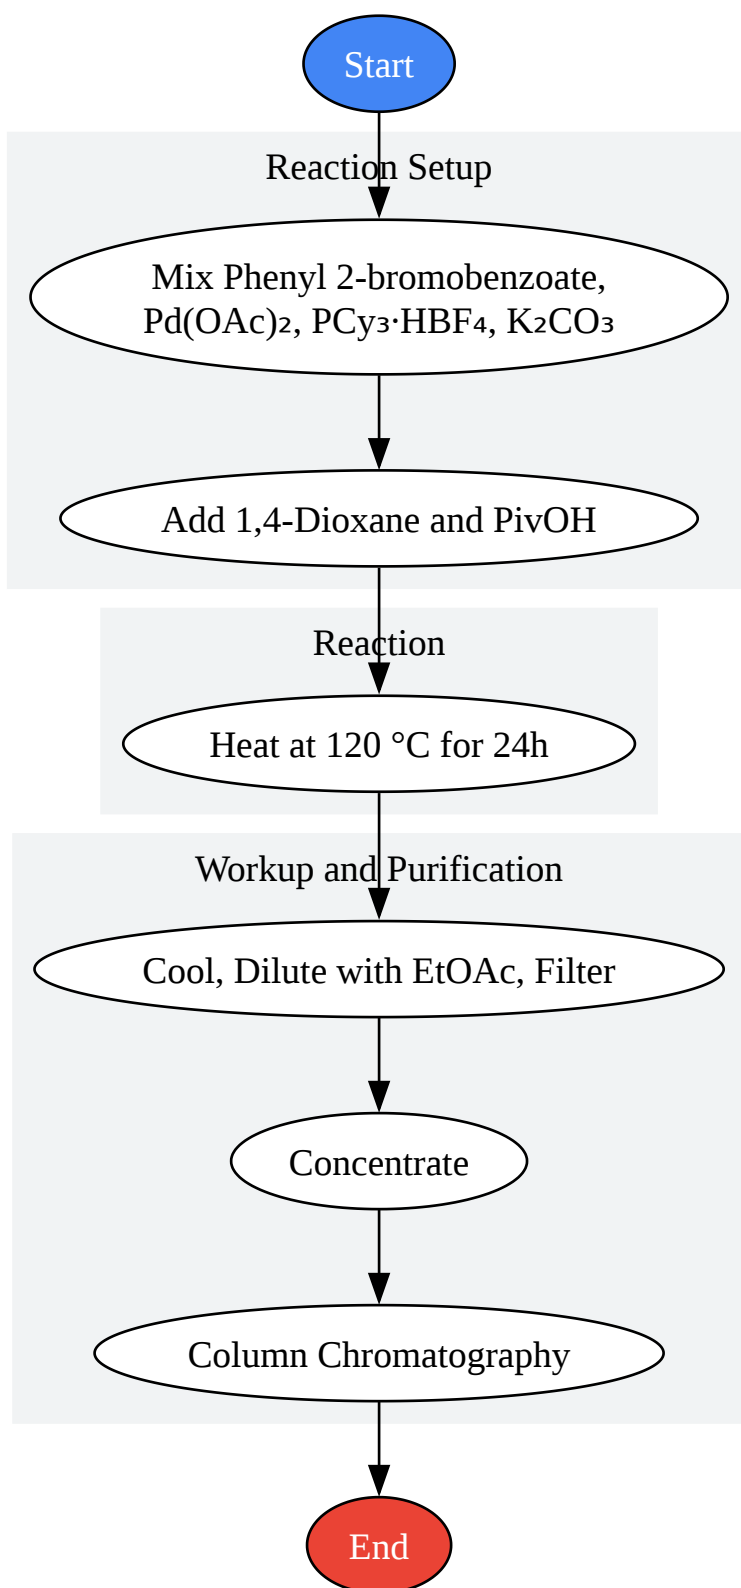 Start
Reaction Setup
Mix Phenyl 2-bromobenzoate,
Pd(OAc)₂, PCy₃·HBF₄, K₂CO₃
Add 1,4-Dioxane and PivOH
Reaction
Heat at 120 °C for 24h
Workup and Purification
Cool, Dilute with EtOAc, Filter
Concentrate
Column Chromatography
End